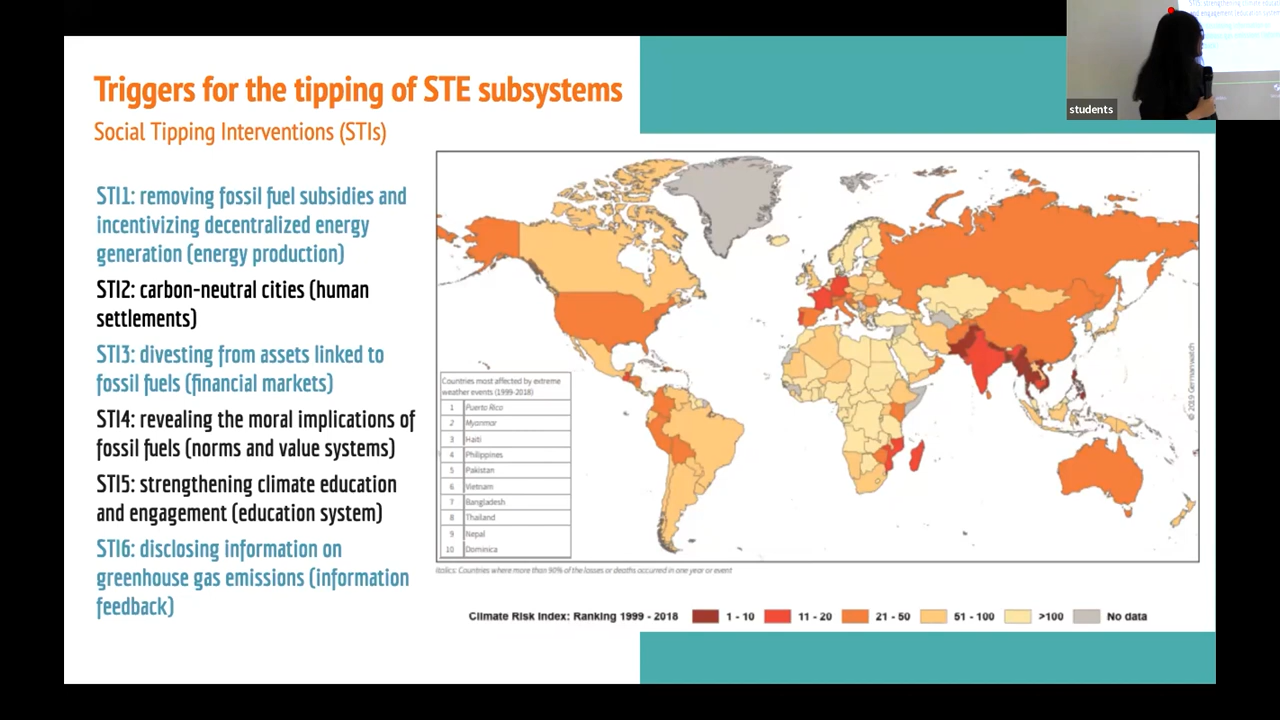 Triggers for the tipping of STE subsystems
Social Tipping Interventions (STIs)
STI1: removing fossil fuel subsidies and
incentivizing decentralized energy
generation (energy production)
STI2: carbon-neutral cities (human
settlements)
STI3: divesting from assets linked to
fossil fuels (financial markets)
STI4: revealing the moral implications of
fossil fuels (norms and value systems)
STI5: strengthening climate education
and engagement (education system)
STI6: disclosing information on
greenhouse gas emissions (information
feedback)
Countries most affected by extreme
weather events (1999-2018)
1 Puerto Rico
2 Myanmar
3 Haiti
4 Philippines
5 Pakistan
6 Vietnam
7 Bangladesh
8 Thailand
9 Nepal
10 Dominica
© 2019 Germanwatch
Italics: Countries where more than 90% of the losses or deaths occurred in one year or event
Climate Risk Index: Ranking 1999 - 2018 1 - 10 11 - 20 21 - 50 51 - 100 >100 No data
students